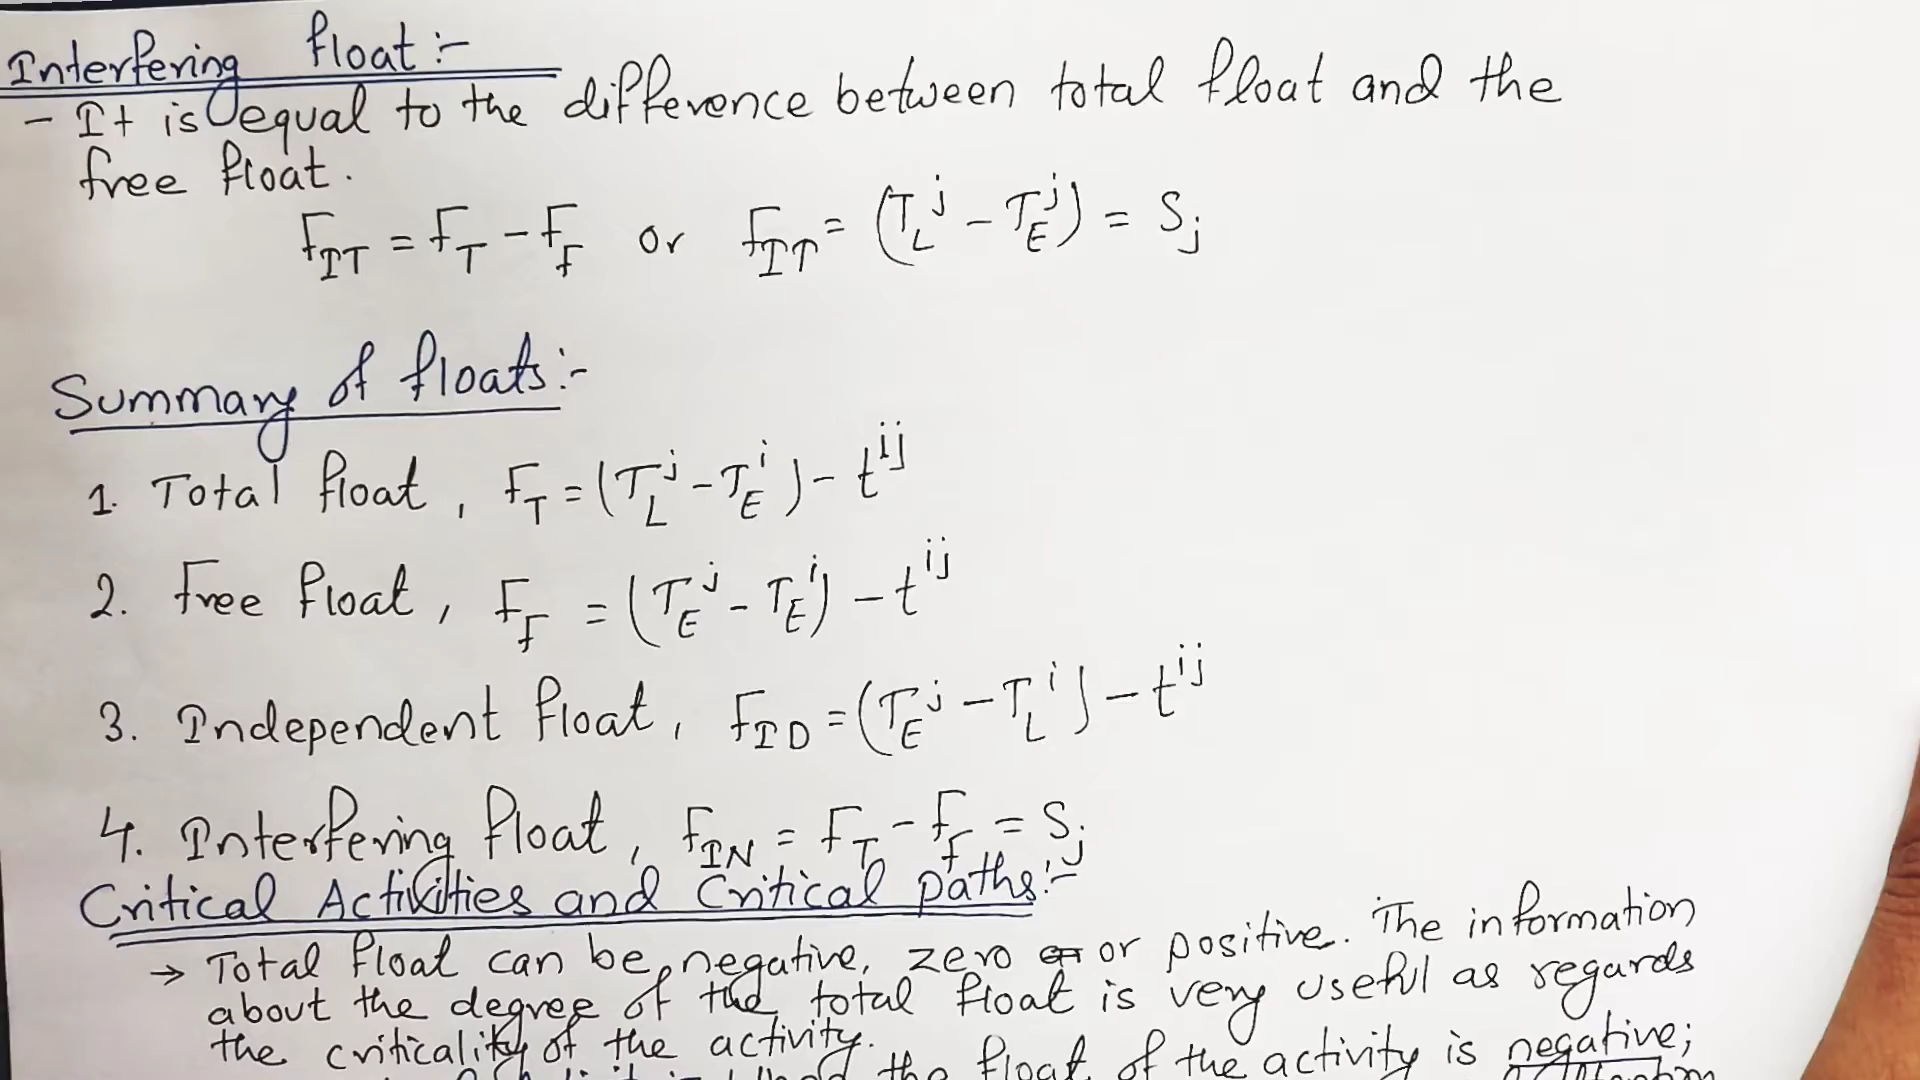 Interfering float :-
- It is equal to the difference between total float and the
free float.
F_IT = F_T - F_F or F_IT = (T_L^j - T_E^j) = S_j
Summary of floats :-
1. Total float, F_T = (T_L^j - T_E^i) - t^ij
2. Free float, F_F = (T_E^j - T_E^i) - t^ij
3. Independent float, F_ID = (T_E^j - T_L^i) - t^ij
4. Interfering float, F_IN = F_T - F_F = S_j
Critical Activities and Critical paths :-
→ Total float can be negative, zero or positive. The information
about the degree of the total float is very useful as regards
the criticality of the activity.
the float of the activity is negative;